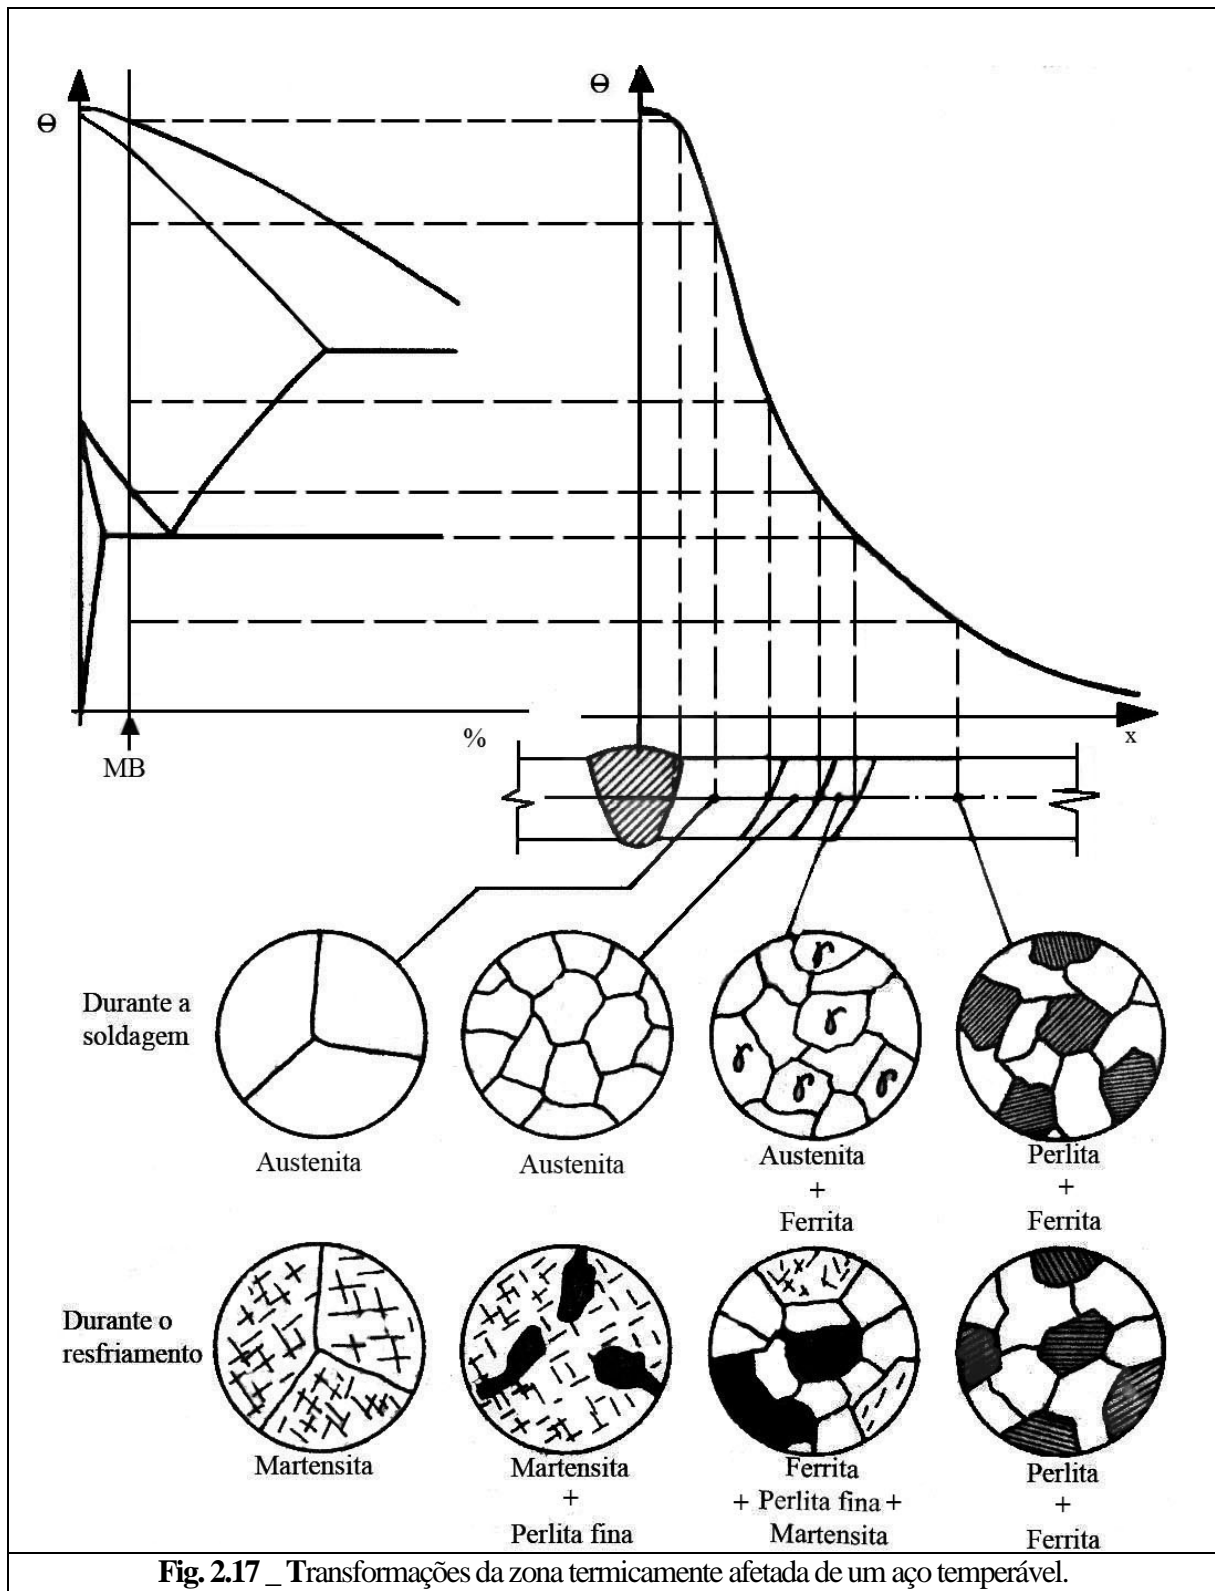 Θ
Θ
MB
%
x
Durante a
soldagem
γ
γ
γ
γ
γ
Austenita
Austenita
Austenita
+
Ferrita
Perlita
+
Ferrita
Durante o
resfriamento
Martensita
Martensita
+
Perlita fina
Ferrita
+ Perlita fina +
Martensita
Perlita
+
Ferrita
Fig. 2.17 _ Transformações da zona termicamente afetada de um aço temperável.